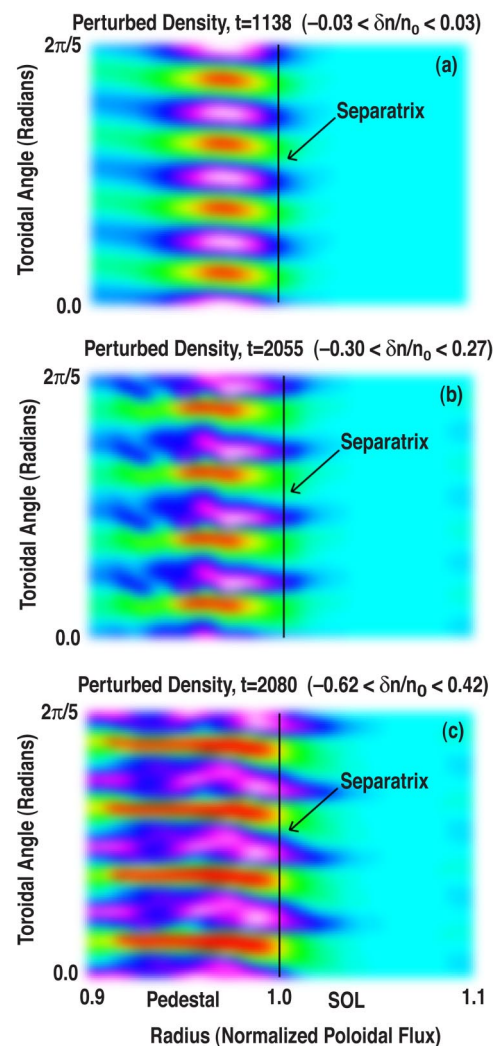 Perturbed Density, t=1138 (−0.03 < δn/n₀ < 0.03)
2π/5
(a)
Separatrix
Toroidal Angle (Radians)
0.0
Perturbed Density, t=2055 (−0.30 < δn/n₀ < 0.27)
2π/5
(b)
Separatrix
Toroidal Angle (Radians)
0.0
Perturbed Density, t=2080 (−0.62 < δn/n₀ < 0.42)
2π/5
(c)
Separatrix
Toroidal Angle (Radians)
0.0
0.9 Pedestal 1.0 SOL 1.1
Radius (Normalized Poloidal Flux)